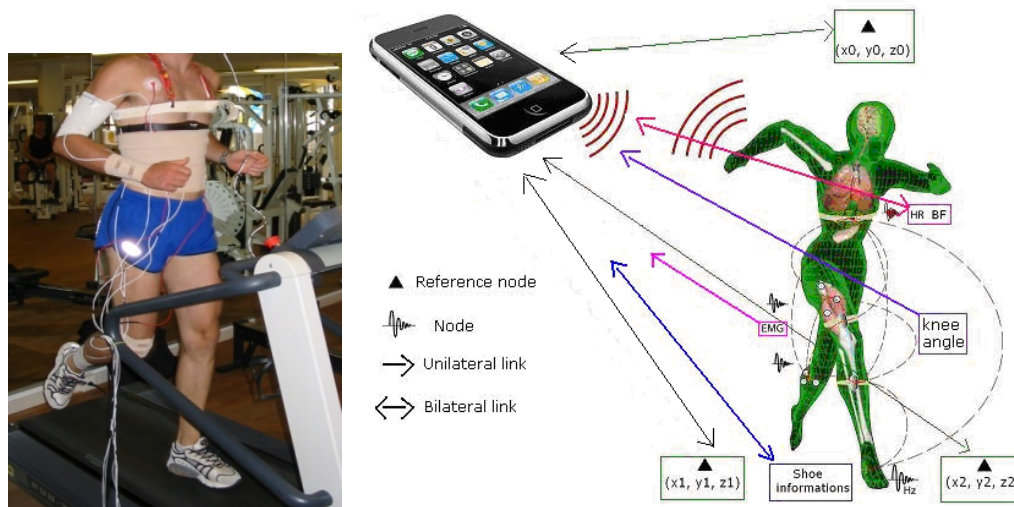 (x0, y0, z0)
HR BF
Reference node
Node
Unilateral link
Bilateral link
EMG
knee
angle
(x1, y1, z1)
Shoe
informations
Hz
(x2, y2, z2